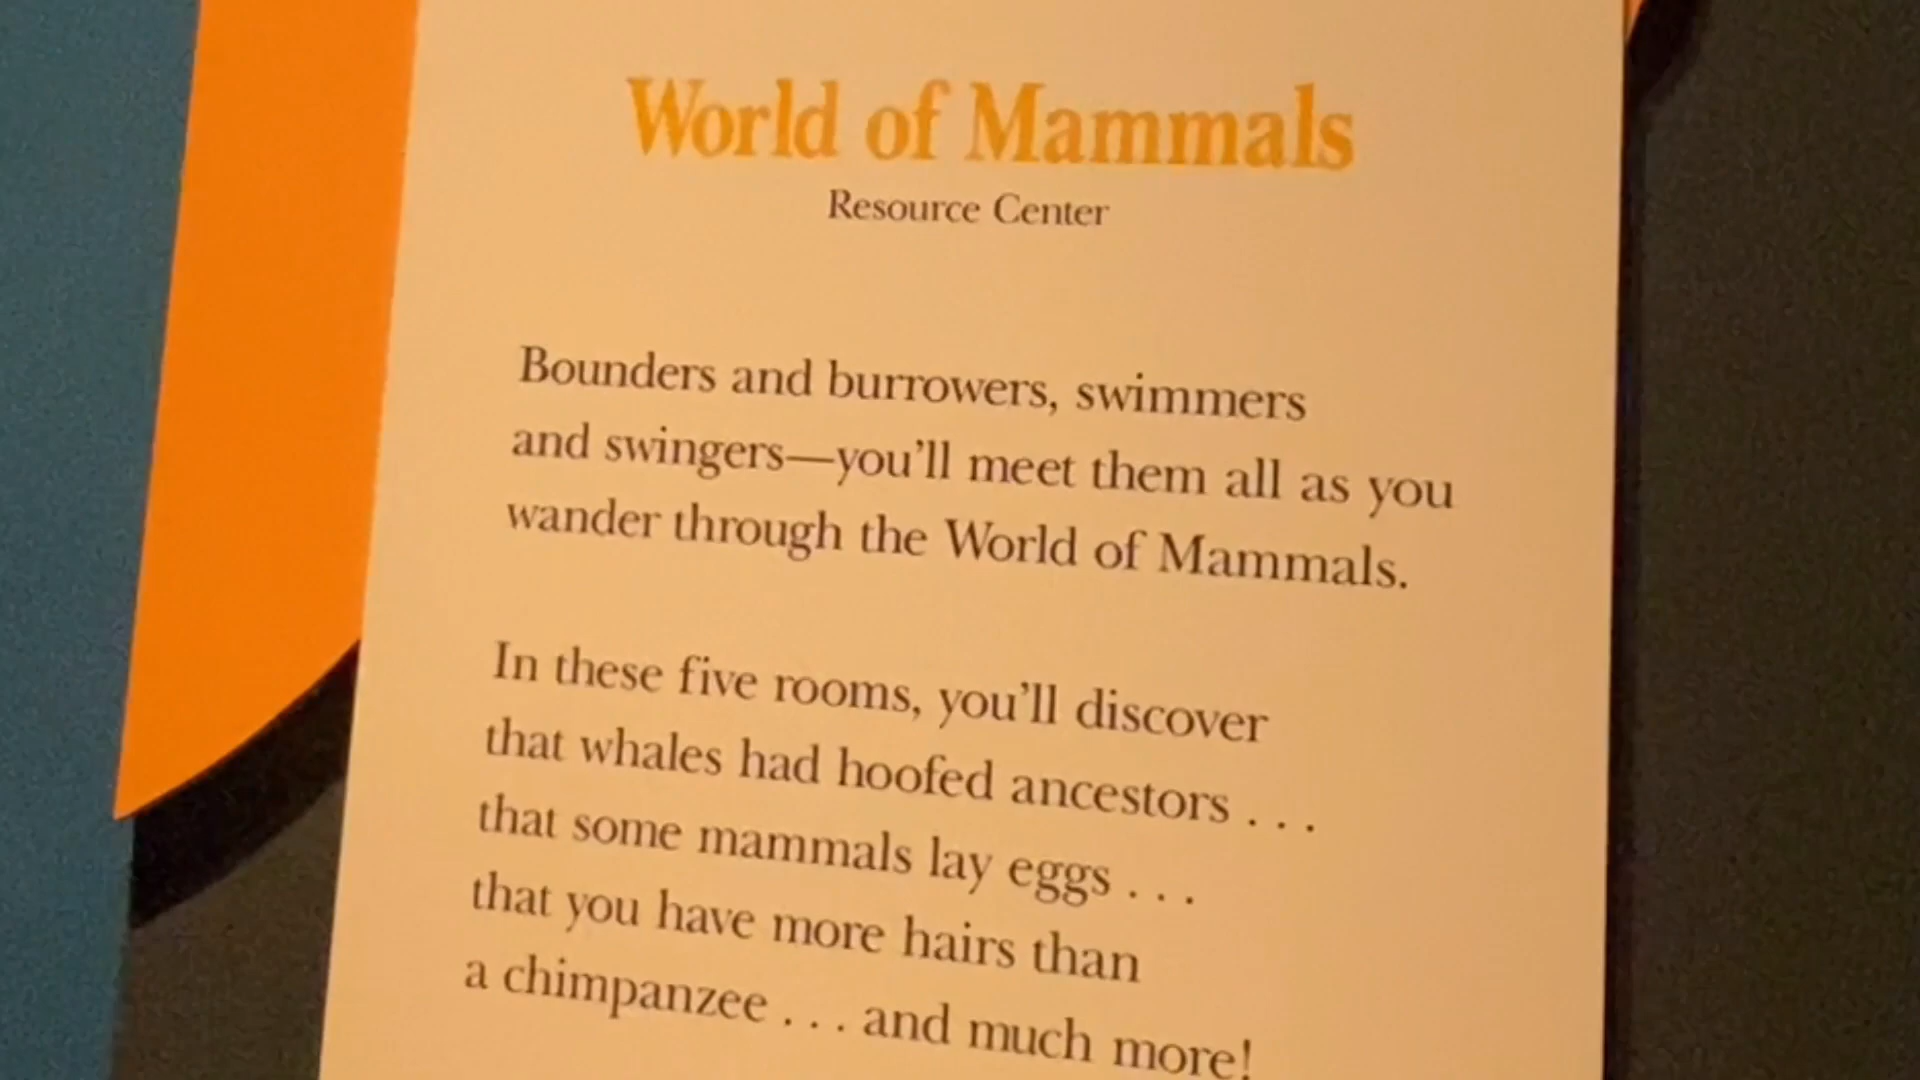 World of Mammals
Resource Center
Bounders and burrowers, swimmers
and swingers—you'll meet them all as you
wander through the World of Mammals.
In these five rooms, you'll discover
that whales had hoofed ancestors . . .
that some mammals lay eggs . . .
that you have more hairs than
a chimpanzee . . . and much more!